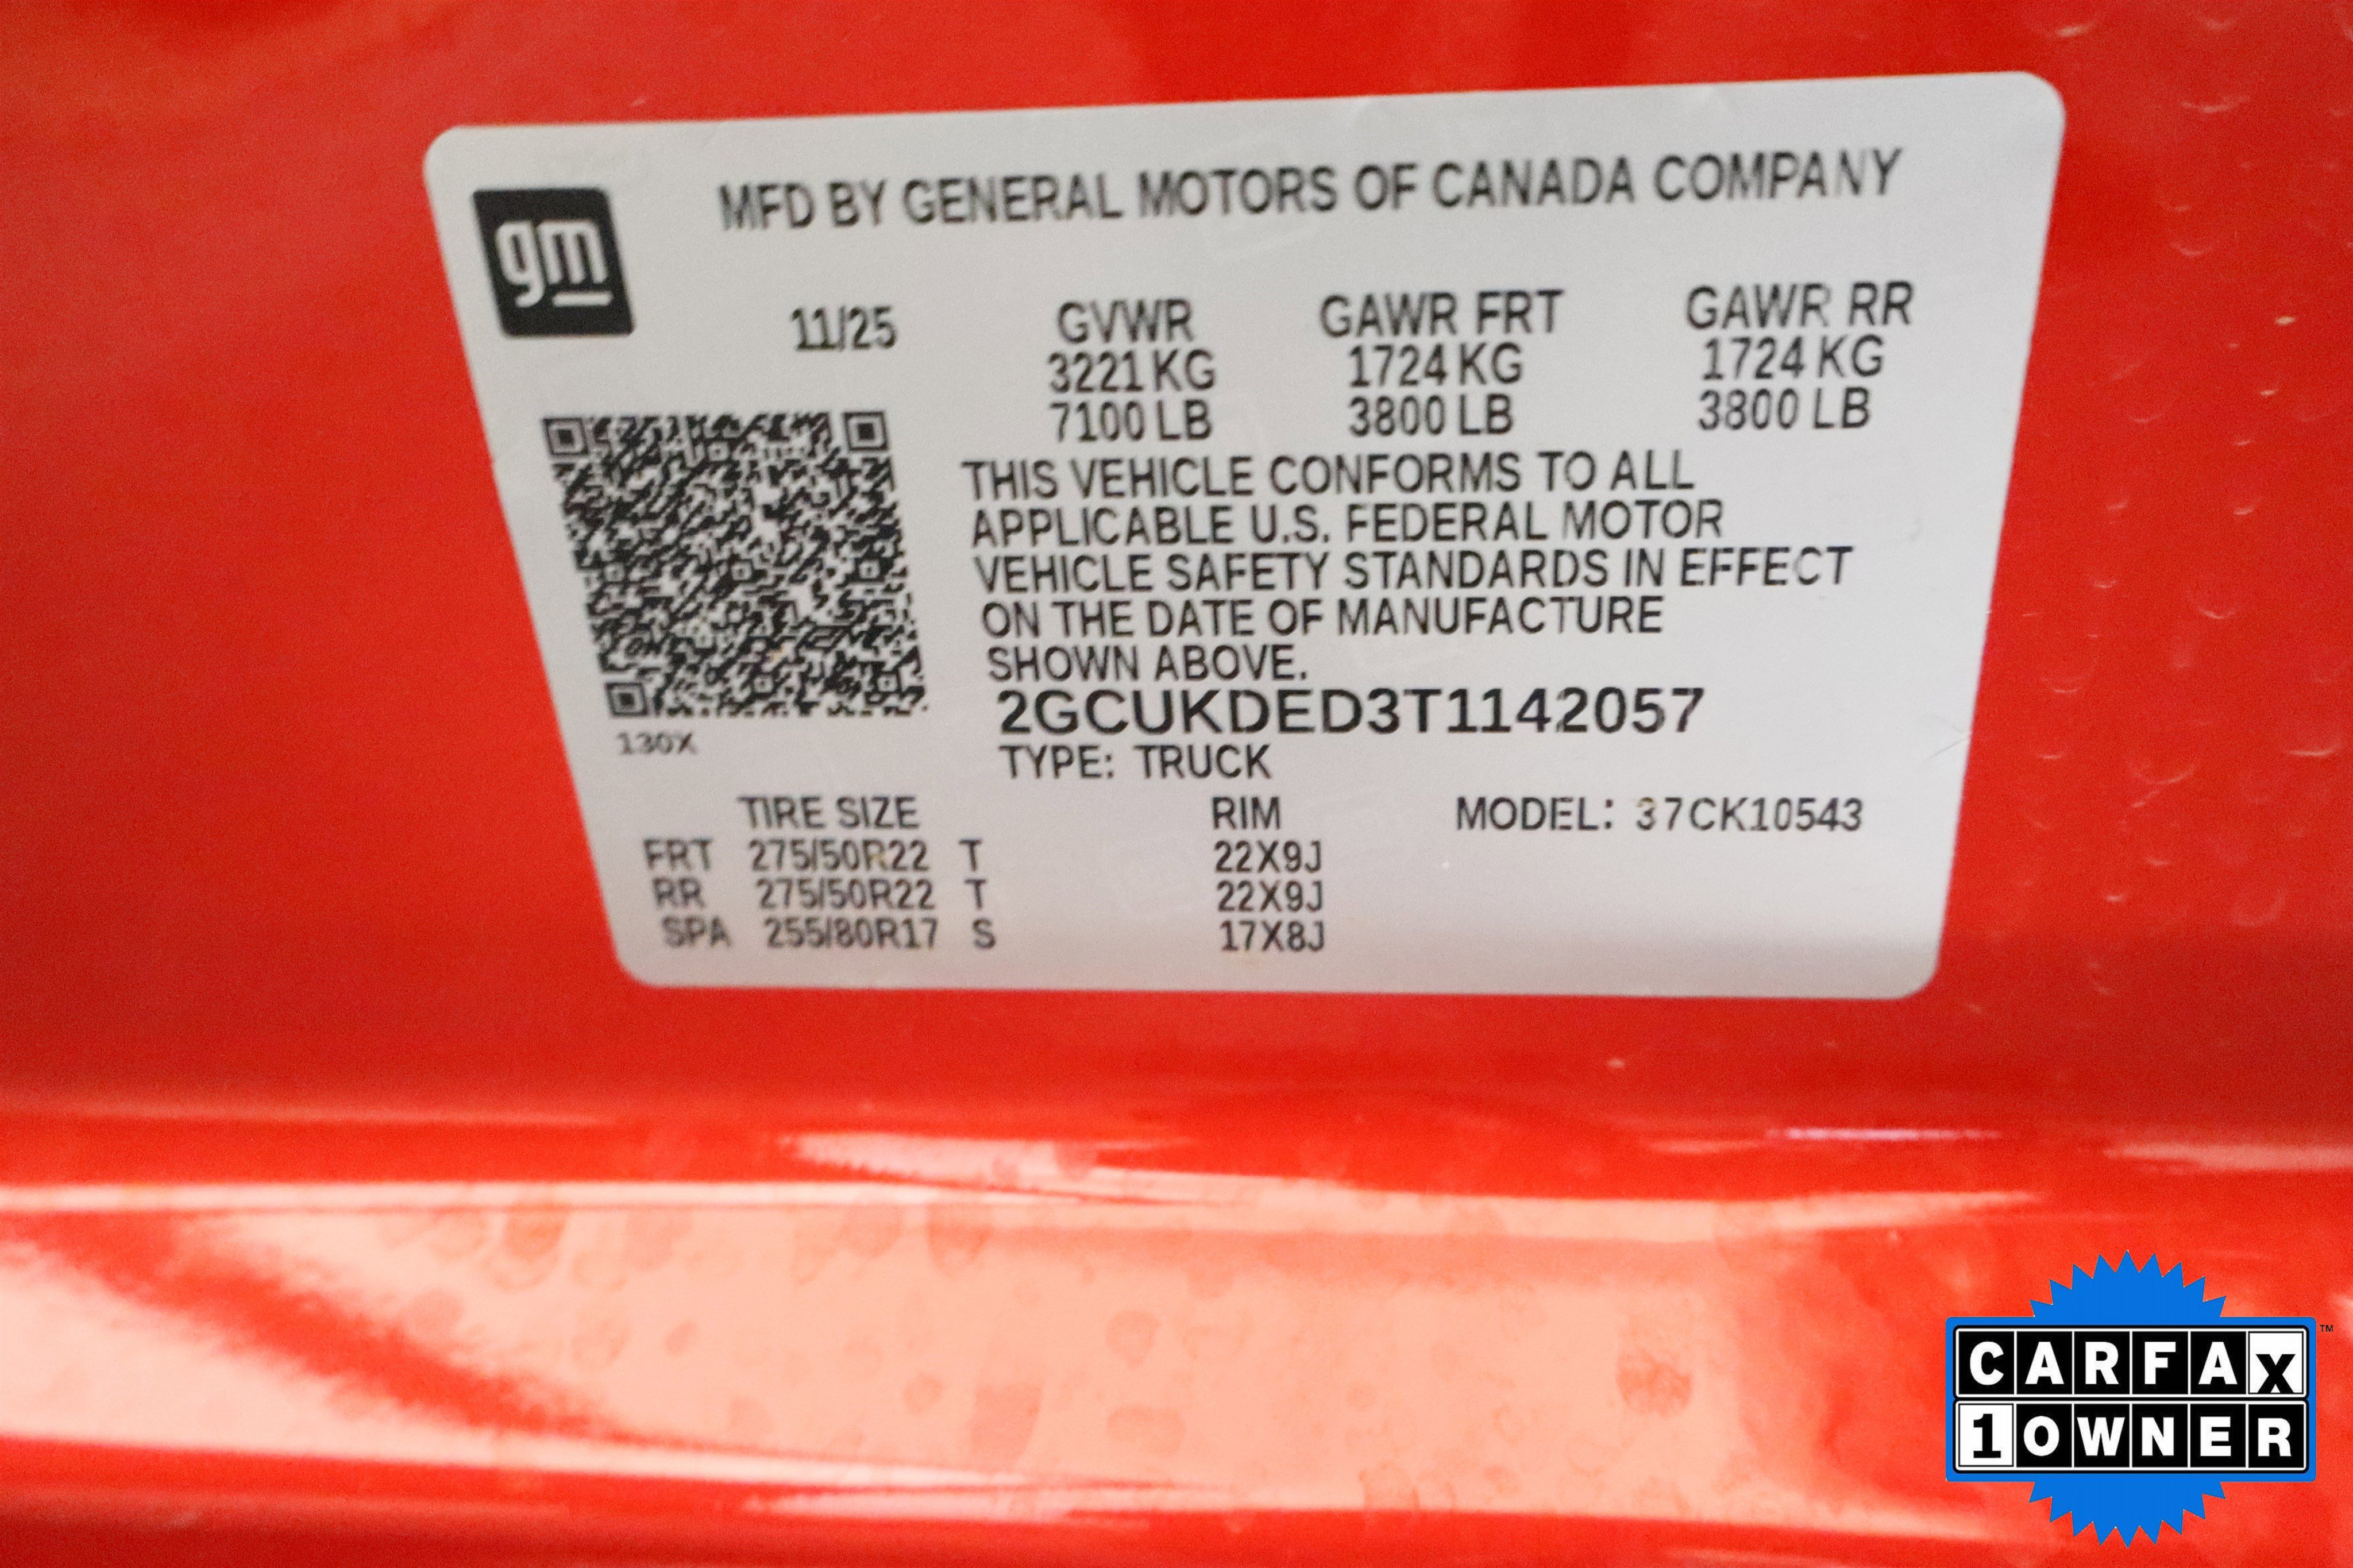 gm
MFD BY GENERAL MOTORS OF CANADA COMPANY
11/25 GVWR GAWR FRT GAWR RR
3221 KG 1724 KG 1724 KG
7100 LB 3800 LB 3800 LB
THIS VEHICLE CONFORMS TO ALL
APPLICABLE U.S. FEDERAL MOTOR
VEHICLE SAFETY STANDARDS IN EFFECT
ON THE DATE OF MANUFACTURE
SHOWN ABOVE.
2GCUKDED3T1142057
130X
TYPE: TRUCK
TIRE SIZE RIM MODEL: 37CK10543
FRT 275/50R22 T 22X9J
RR 275/50R22 T 22X9J
SPA 255/80R17 S 17X8J
CARFAX TM
1 OWNER